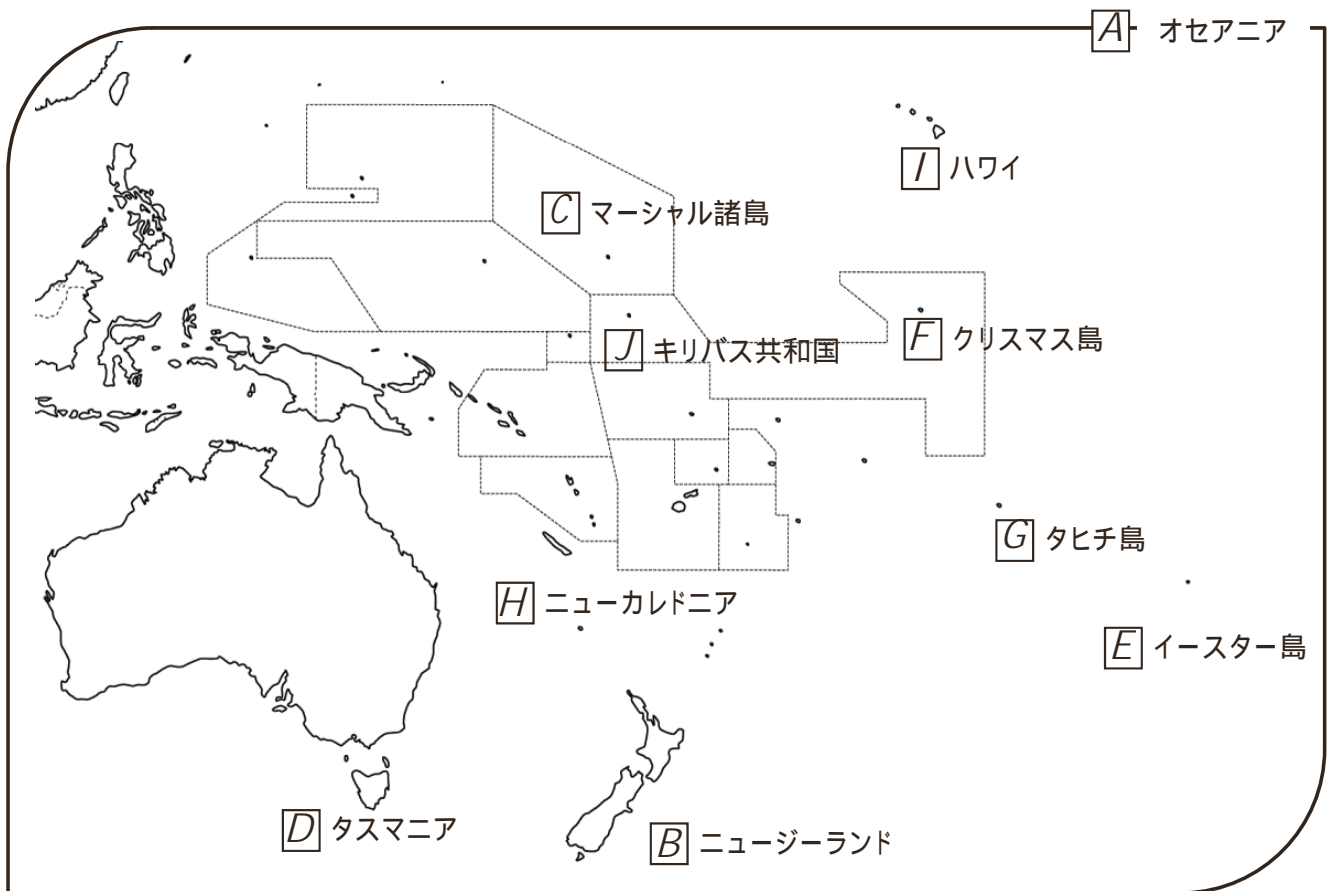 A オセアニア
I ハワイ
C マーシャル諸島
F クリスマス島
J キリバス共和国
G タヒチ島
H ニューカレドニア
E イースター島
D タスマニア
B ニュージーランド